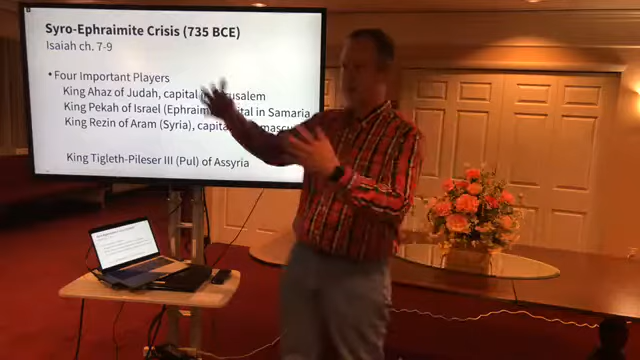 Syro-Ephraimite Crisis (735 BCE)
Isaiah ch. 7-9
•Four Important Players
King Ahaz of Judah, capital in Jerusalem
King Pekah of Israel (Ephraim capital in Samaria
King Rezin of Aram (Syria), capital
King Tigleth-Pileser III (Pul) of Assyria